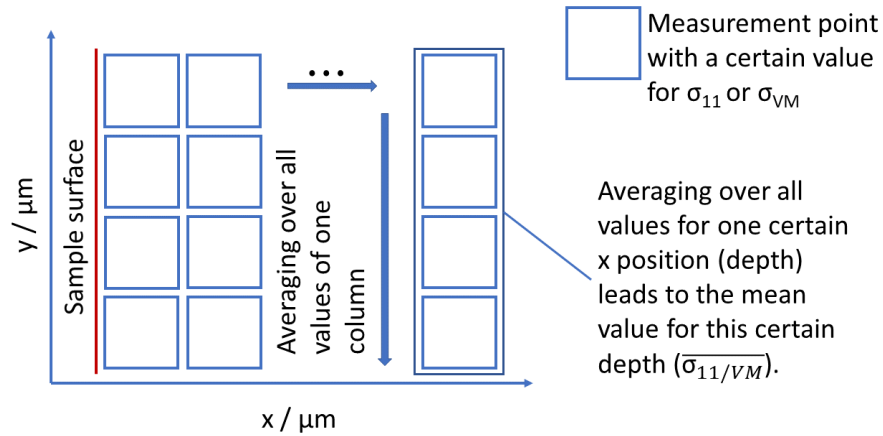 y / µm
Sample surface
• • •
Averaging over all
values of one
column
x / µm
Measurement point
with a certain value
for σ₁₁ or σVM
Averaging over all
values for one certain
x position (depth)
leads to the mean
value for this certain
depth (σ̅₁̅₁̅/̅V̅M̅).